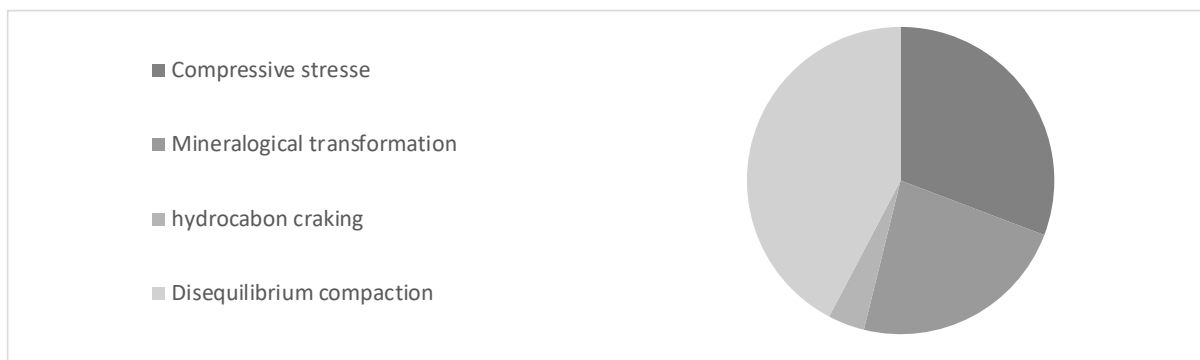 Compressive stresse
Mineralogical transformation
hydrocabon craking
Disequilibrium compaction